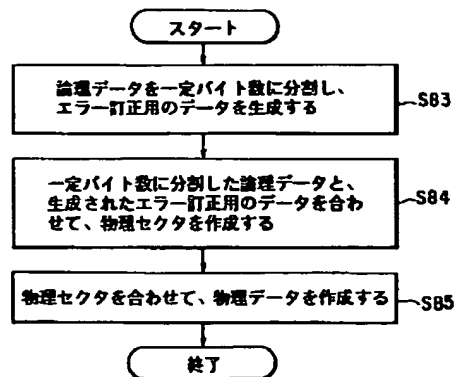 スタート
論理データを一定バイト数に分割し、
エラー訂正用のデータを生成する
S83
一定バイト数に分割した論理データと、
生成されたエラー訂正用のデータを合わ
せて、物理セクタを作成する
S84
物理セクタを合わせて、物理データを作成する
S85
終了